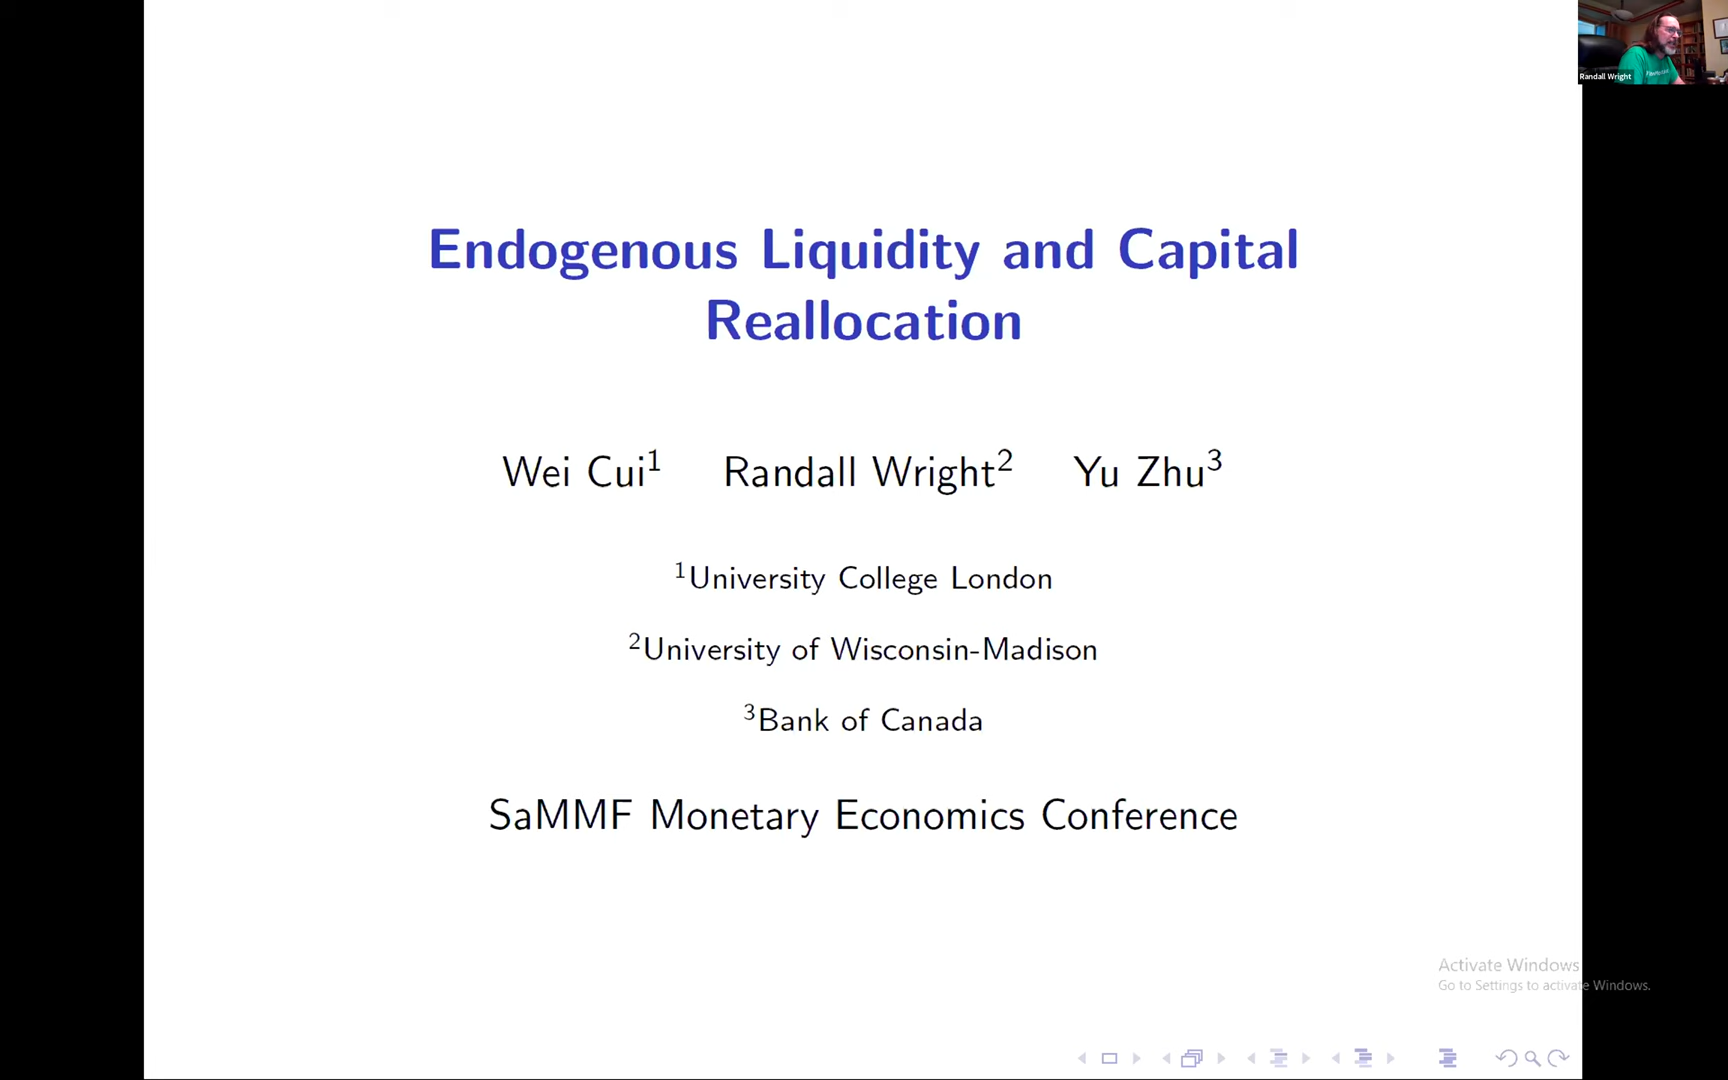 Randall Wright
Endogenous Liquidity and Capital
Reallocation
Wei Cui¹ Randall Wright² Yu Zhu³
¹University College London
²University of Wisconsin-Madison
³Bank of Canada
SaMMF Monetary Economics Conference
Activate Windows
Go to Settings to activate Windows.